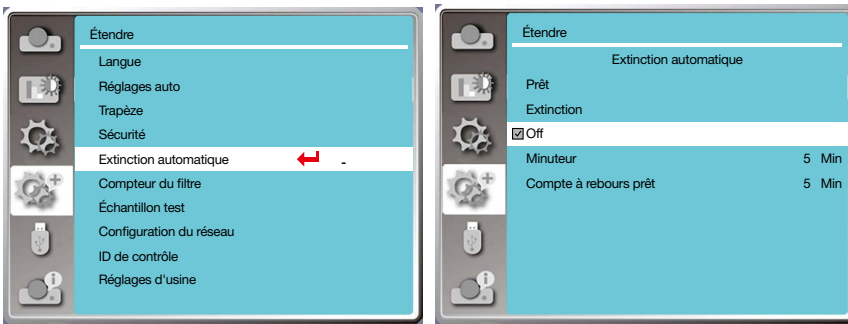 Étendre
Langue
Réglages auto
Trapèze
Sécurité
Extinction automatique
Compteur du filtre
Échantillon test
Configuration du réseau
ID de contrôle
Réglages d'usine
Étendre
Extinction automatique
Prêt
Extinction
Off
Minuteur 5 Min
Compte à rebours prêt 5 Min